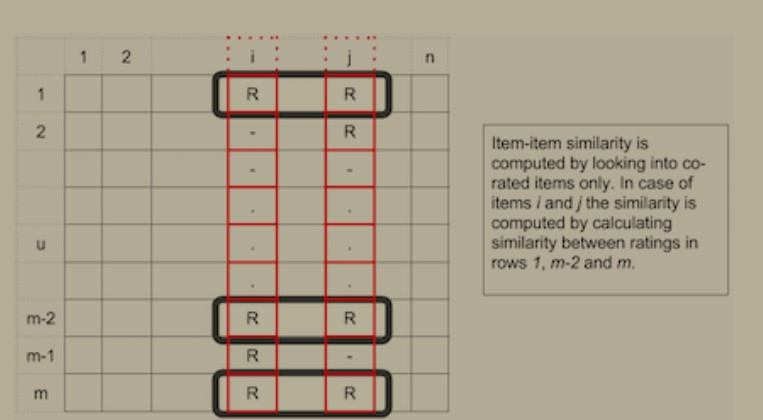 1 2 i j n
1 R R
2 - R
- -
. .
u . .
. .
m-2 R R
m-1 R -
m R R
Item-item similarity is
computed by looking into co-
rated items only. In case of
items i and j the similarity is
computed by calculating
similarity between ratings in
rows 1, m-2 and m.